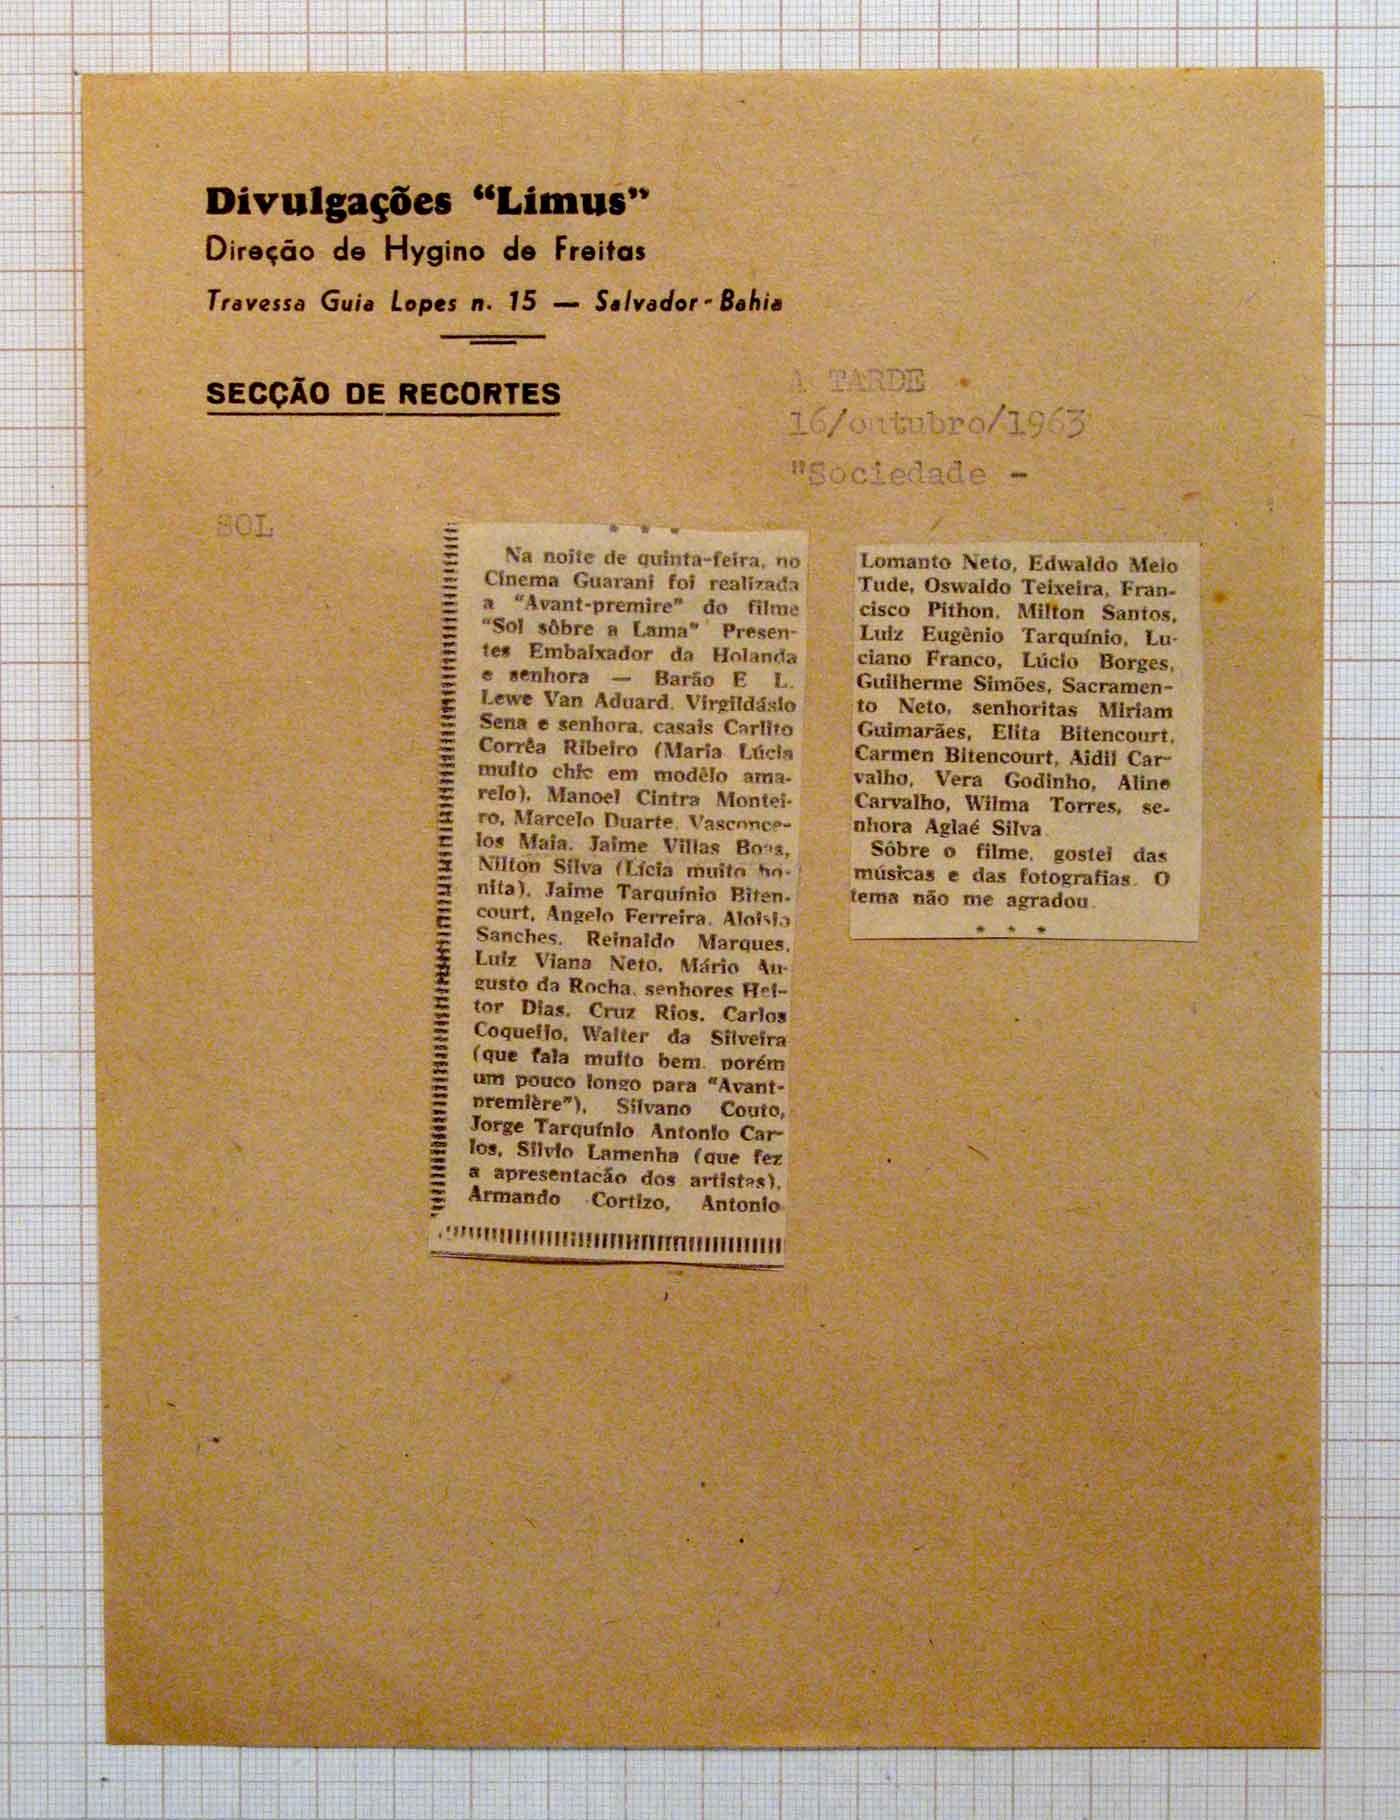 Divulgações “Limus”
Direção de Hygino de Freitas
Travessa Guia Lopes n. 15 — Salvador-Bahia
SECÇÃO DE RECORTES
A TARDE
16/outubro/1963
"Sociedade -
SOL
* * *
Na noite de quinta-feira, no
Cinema Guarani foi realizada
a "Avant-premire" do filme
"Sol sôbre a Lama" Presen-
tes Embaixador da Holanda
e senhora — Barão E L.
Lewe Van Aduard. Virgildásio
Sena e senhora, casais Carlito
Corrêa Ribeiro (Maria Lúcia
muito chic em modêlo ama-
relo), Manoel Cintra Montei-
ro, Marcelo Duarte, Vasconce-
los Maia, Jaime Villas Boas,
Nilton Silva (Lícia muito bo-
nita), Jaime Tarquínio Biten-
court, Angelo Ferreira, Aloisio
Sanches, Reinaldo Marques,
Luiz Viana Neto, Mário Au-
gusto da Rocha, senhores Hei-
tor Dias, Cruz Rios, Carlos
Coqueijo, Walter da Silveira
(que fala muito bem, porém
um pouco longo para "Avant-
première"), Silvano Couto,
Jorge Tarquínio Antonio Car-
los, Silvio Lamenha (que fez
a apresentação dos artistas),
Armando Cortizo, Antonio
Lomanto Neto, Edwaldo Melo
Tude, Oswaldo Teixeira, Fran-
cisco Pithon, Milton Santos,
Luiz Eugênio Tarquínio, Lu-
ciano Franco, Lúcio Borges,
Guilherme Simões, Sacramen-
to Neto, senhoritas Miriam
Guimarães, Elita Bitencourt,
Carmen Bitencourt, Aidil Car-
valho, Vera Godinho, Aline
Carvalho, Wilma Torres, se-
nhora Aglaé Silva.
Sôbre o filme, gostei das
músicas e das fotografias. O
tema não me agradou.
* * *